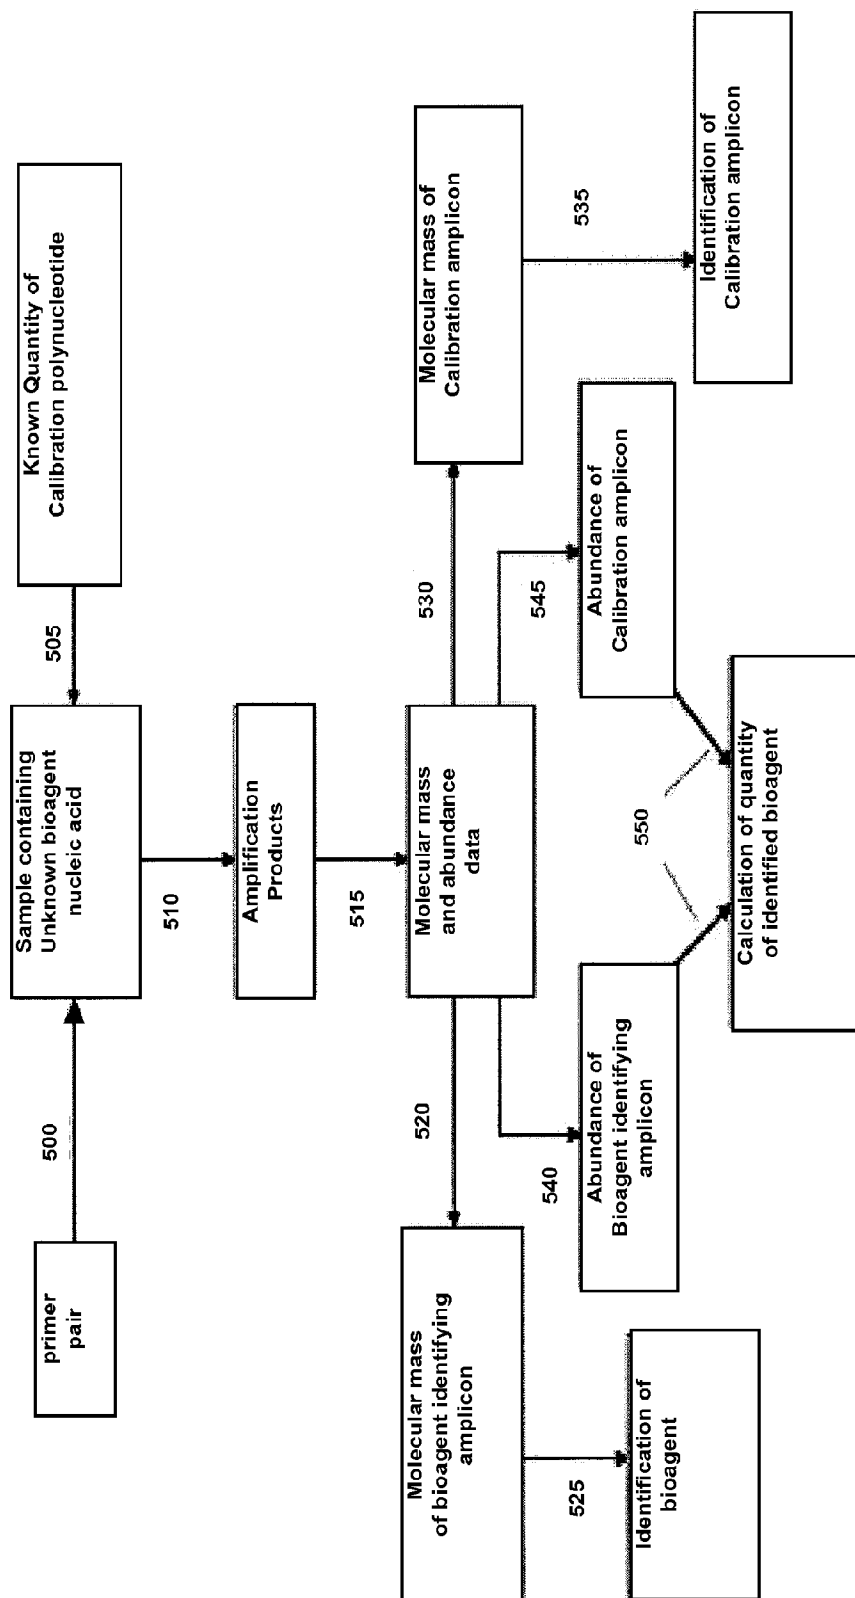 primer
pair
500
Sample containing
Unknown bioagent
nucleic acid
505
Known Quantity of
Calibration polynucleotide
510
Amplification
Products
515
Molecular mass
and abundance
data
520
Molecular mass
of bioagent identifying
amplicon
525
Identification of
bioagent
530
Molecular mass of
Calibration amplicon
535
Identification of
Calibration amplicon
540
Abundance of
Bioagent identifying
amplicon
545
Abundance of
Calibration amplicon
550
Calculation of quantity
of identified bioagent